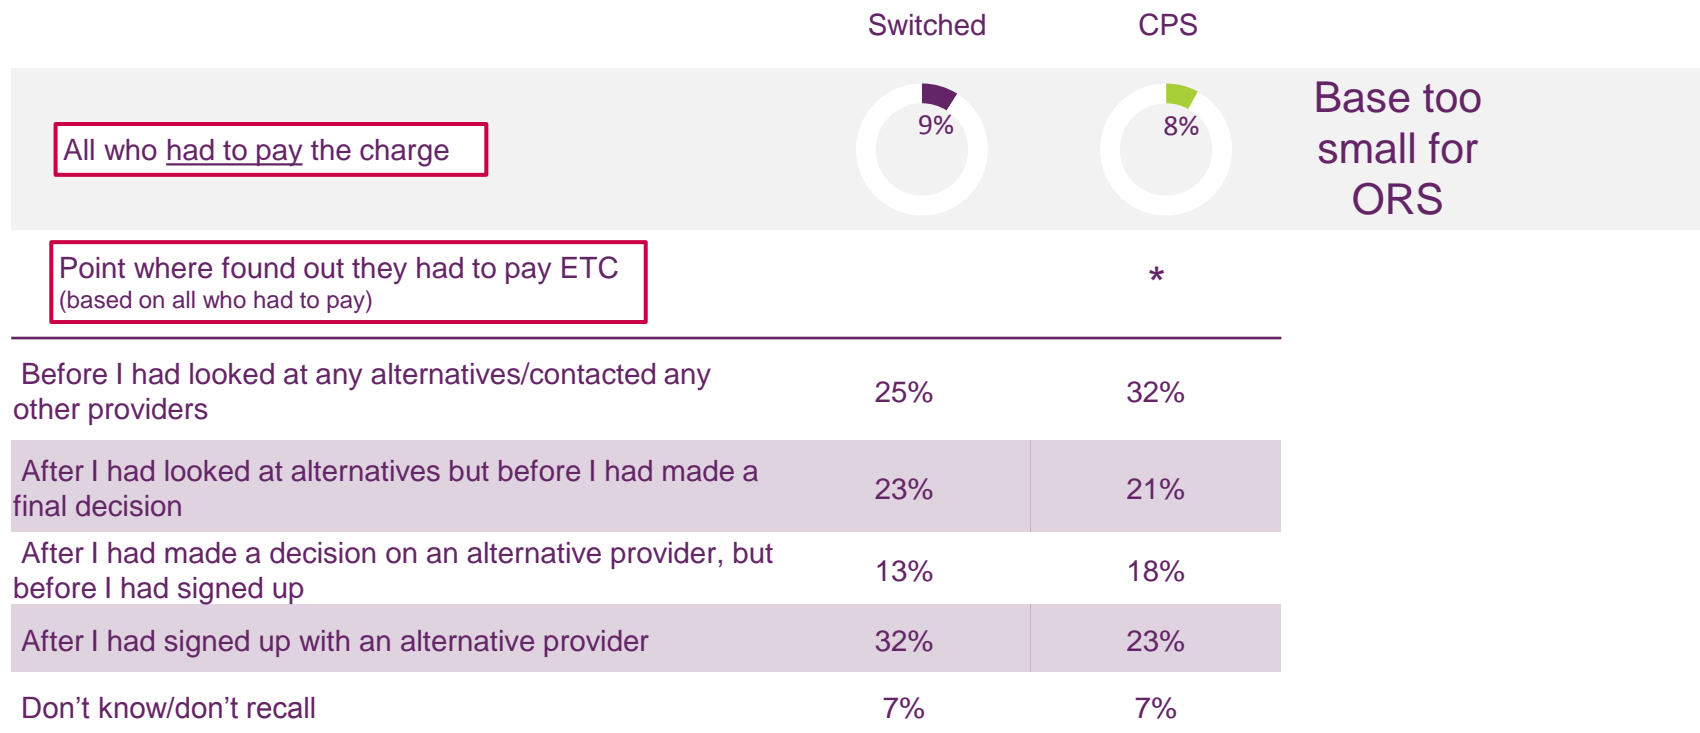 Switched CPS
All who had to pay the charge
9%
8%
Base too
small for
ORS
Point where found out they had to pay ETC
(based on all who had to pay)
*
Before I had looked at any alternatives/contacted any
other providers
25% 32%
After I had looked at alternatives but before I had made a
final decision
23% 21%
After I had made a decision on an alternative provider, but
before I had signed up
13% 18%
After I had signed up with an alternative provider 32% 23%
Don’t know/don’t recall 7% 7%